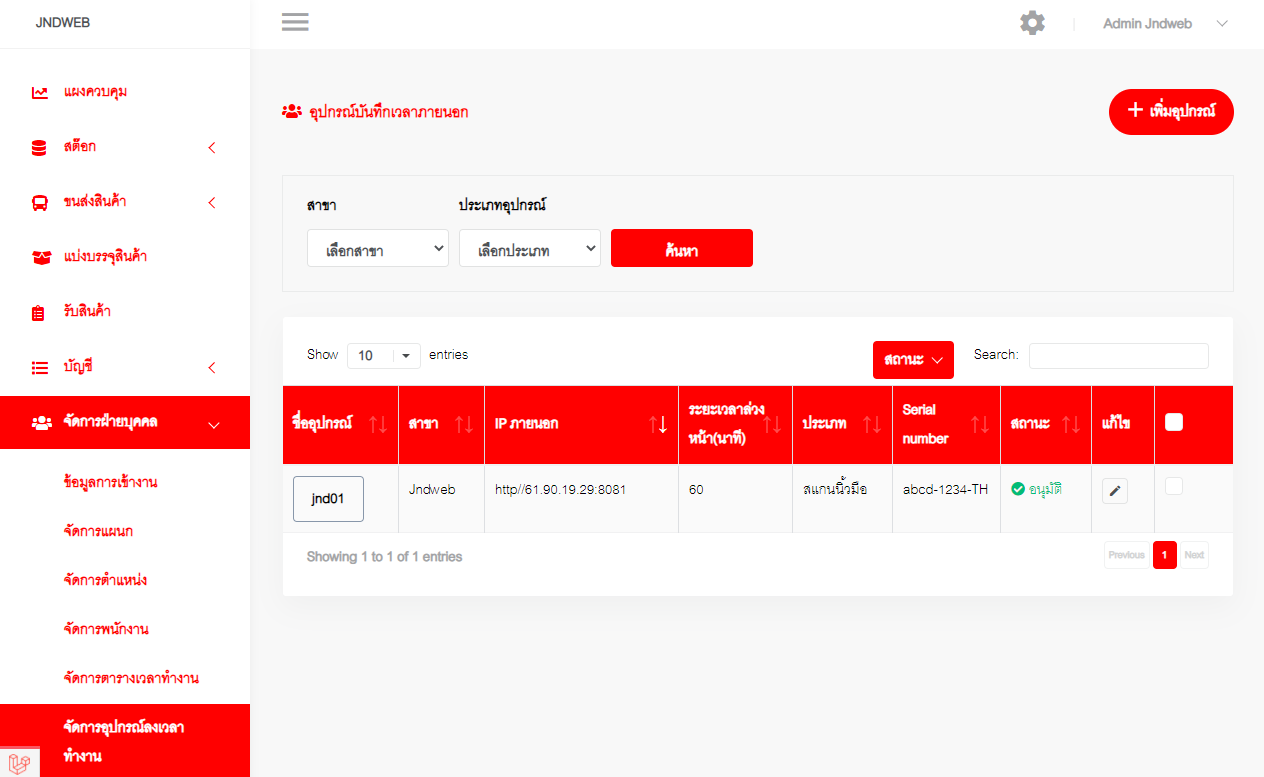 JNDWEB
Admin Jndweb
แผงควบคุม
สต๊อก
ขนส่งสินค้า
แบ่งบรรจุสินค้า
รับสินค้า
บัญชี
จัดการฝ่ายบุคคล
ข้อมูลการเข้างาน
จัดการแผนก
จัดการตำแหน่ง
จัดการพนักงาน
จัดการตารางเวลาทำงาน
จัดการอุปกรณ์ลงเวลา
ทำงาน
อุปกรณ์บันทึกเวลาภายนอก
เพิ่มอุปกรณ์
สาขา ประเภทอุปกรณ์
เลือกสาขา เลือกประเภท ค้นหา
Show 10 entries สถานะ Search:
ชื่ออุปกรณ์ สาขา IP ภายนอก ระยะเวลาล่วง
หน้า(นาที) ประเภท Serial
number สถานะ แก้ไข
jnd01 Jndweb http//61.90.19.29:8081 60 สแกนนิ้วมือ abcd-1234-TH อนุมัติ
Showing 1 to 1 of 1 entries Previous 1 Next